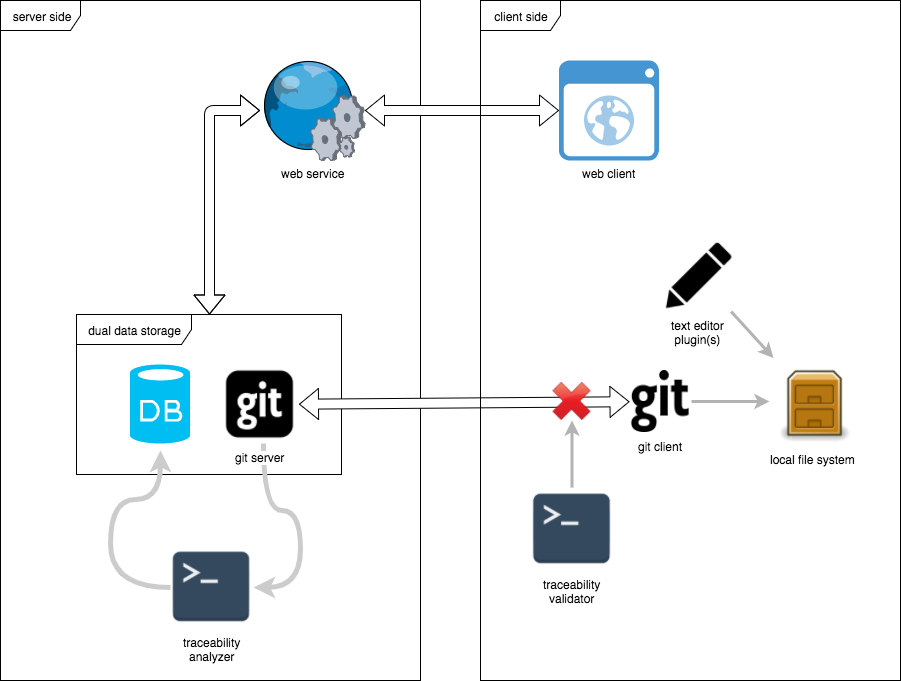 server side
client side
web service
web client
text editor
plugin(s)
dual data storage
DB
git
git
git server
git client
local file system
>_
traceability
validator
>_
traceability
analyzer